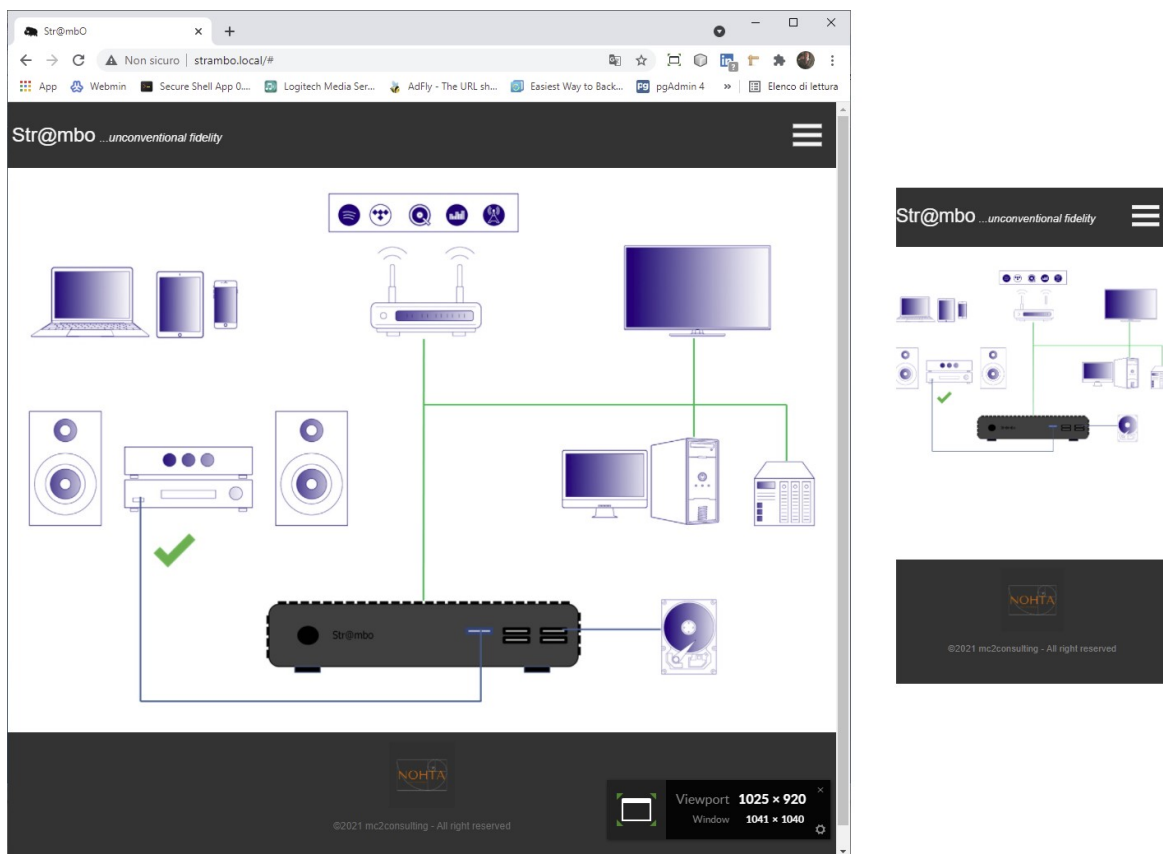 Str@mbO
Non sicuro strambo.local/#
App Webmin Secure Shell App 0.... Logitech Media Ser... AdFly - The URL sh... Easiest Way to Back... pgAdmin 4 » Elenco di lettura
Str@mbo ...unconventional fidelity
Str@mbo
NOHTA
©2021 mc2consulting - All right reserved
Viewport 1025 × 920
Window 1041 × 1040
Str@mbo ...unconventional fidelity
NOHTA
©2021 mc2consulting - All right reserved